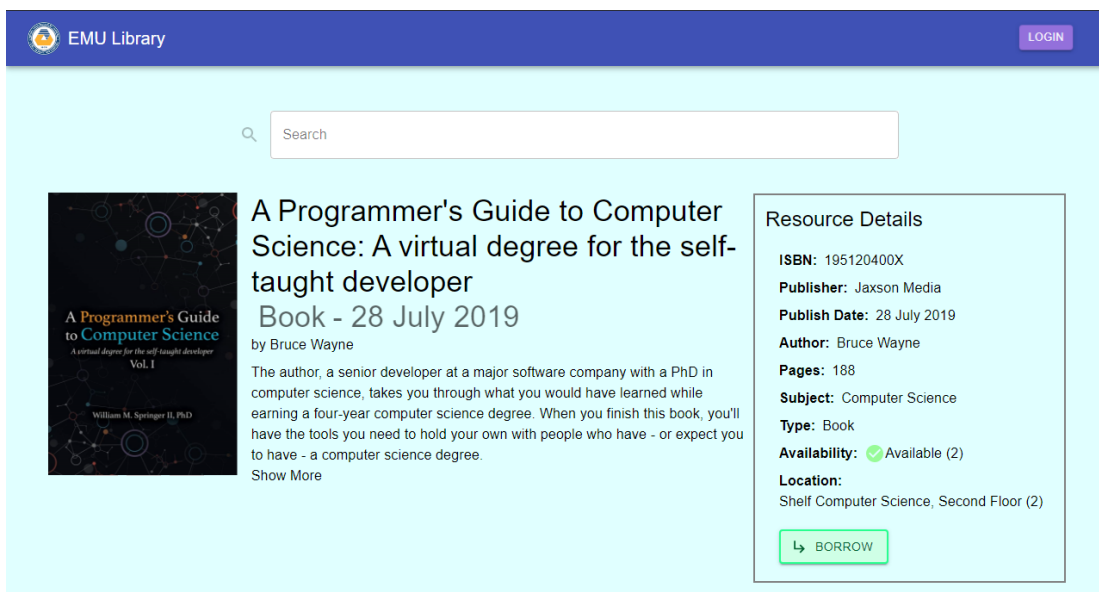 EMU Library
LOGIN
Search
A Programmer's Guide
to Computer Science
A virtual degree for the self-taught developer
Vol. I
William M. Springer II, PhD
A Programmer's Guide to Computer
Science: A virtual degree for the self-
taught developer
Book - 28 July 2019
by Bruce Wayne
The author, a senior developer at a major software company with a PhD in
computer science, takes you through what you would have learned while
earning a four-year computer science degree. When you finish this book, you'll
have the tools you need to hold your own with people who have - or expect you
to have - a computer science degree.
Show More
Resource Details
ISBN: 195120400X
Publisher: Jaxson Media
Publish Date: 28 July 2019
Author: Bruce Wayne
Pages: 188
Subject: Computer Science
Type: Book
Availability: Available (2)
Location:
Shelf Computer Science, Second Floor (2)
BORROW